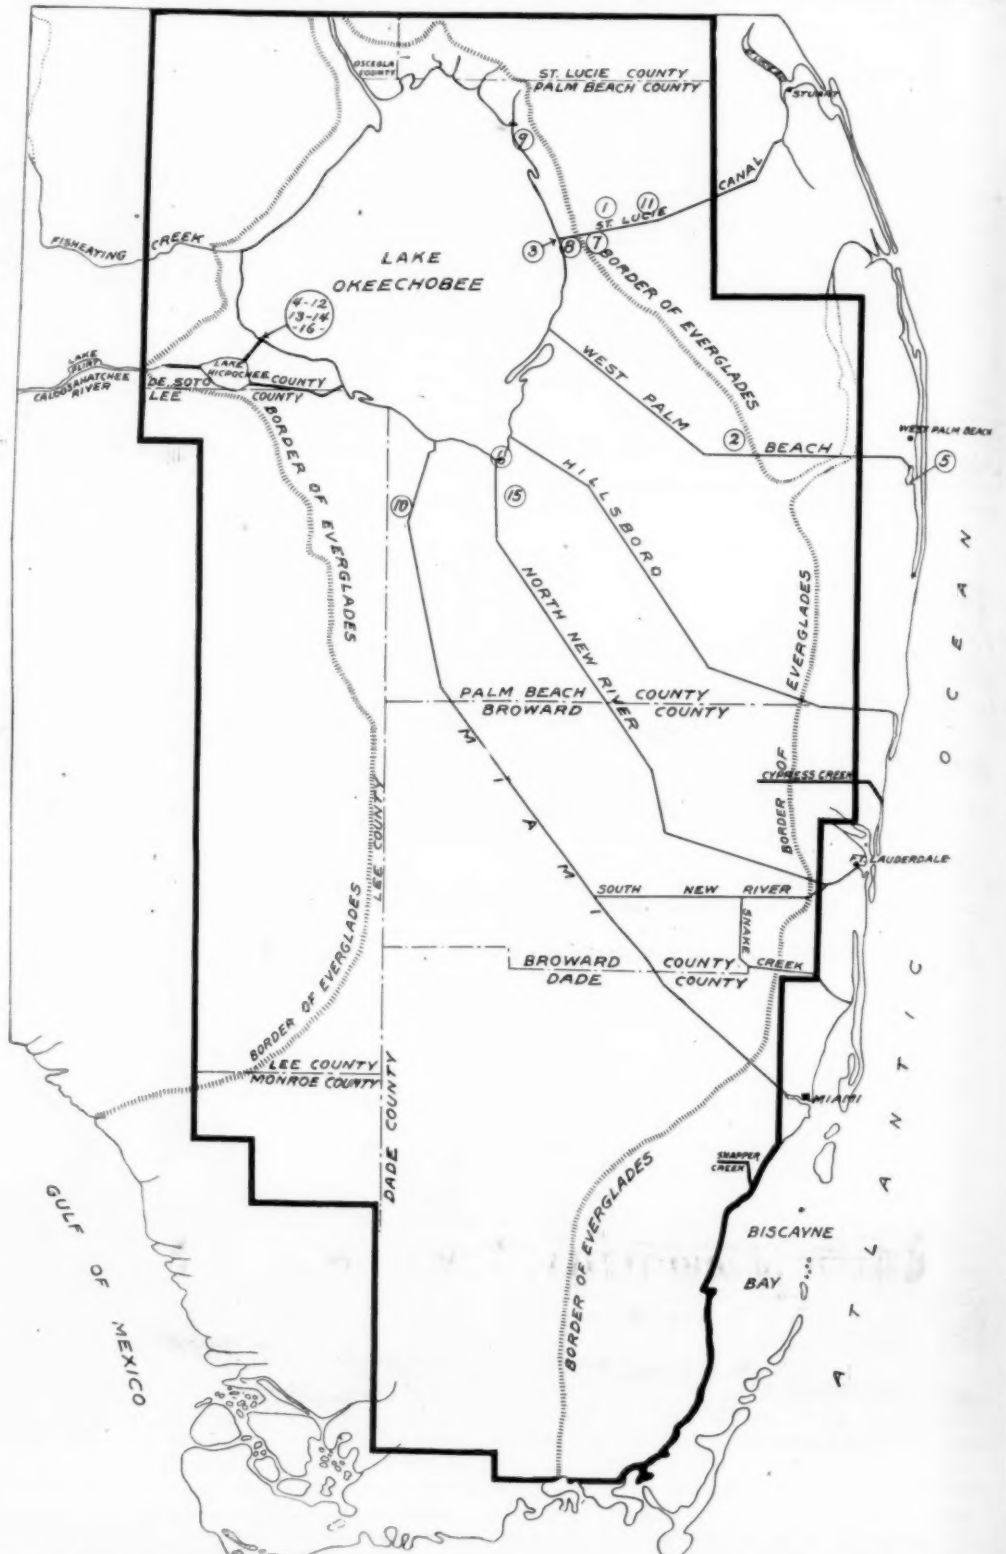 OSCEOLA
COUNTY
ST. LUCIE COUNTY
PALM BEACH COUNTY
STUART
9
CANAL
1
11
ST. LUCIE
3
8
7
FISHEATING CREEK
LAKE
OKEECHOBEE
BORDER OF EVERGLADES
4-12
13-14
-16-
LAKE
FLIRT
CALOOSAHATCHEE
RIVER
LAKE
HICPOCHEE
DE SOTO COUNTY
LEE COUNTY
WEST PALM BEACH
2
WEST PALM BEACH
5
BORDER OF EVERGLADES
6
10
15
HILLSBORO
NORTH NEW RIVER
BORDER OF EVERGLADES
PALM BEACH COUNTY
BROWARD COUNTY
MIAMI
CYPRESS CREEK
FT. LAUDERDALE
LEE COUNTY
DADE COUNTY
SOUTH NEW RIVER
SNAKE CREEK
BROWARD COUNTY
DADE COUNTY
BORDER OF EVERGLADES
LEE COUNTY
MONROE COUNTY
MIAMI
SNAPPER
CREEK
BORDER OF EVERGLADES
BISCAYNE
BAY
GULF OF MEXICO
ATLANTIC OCEAN